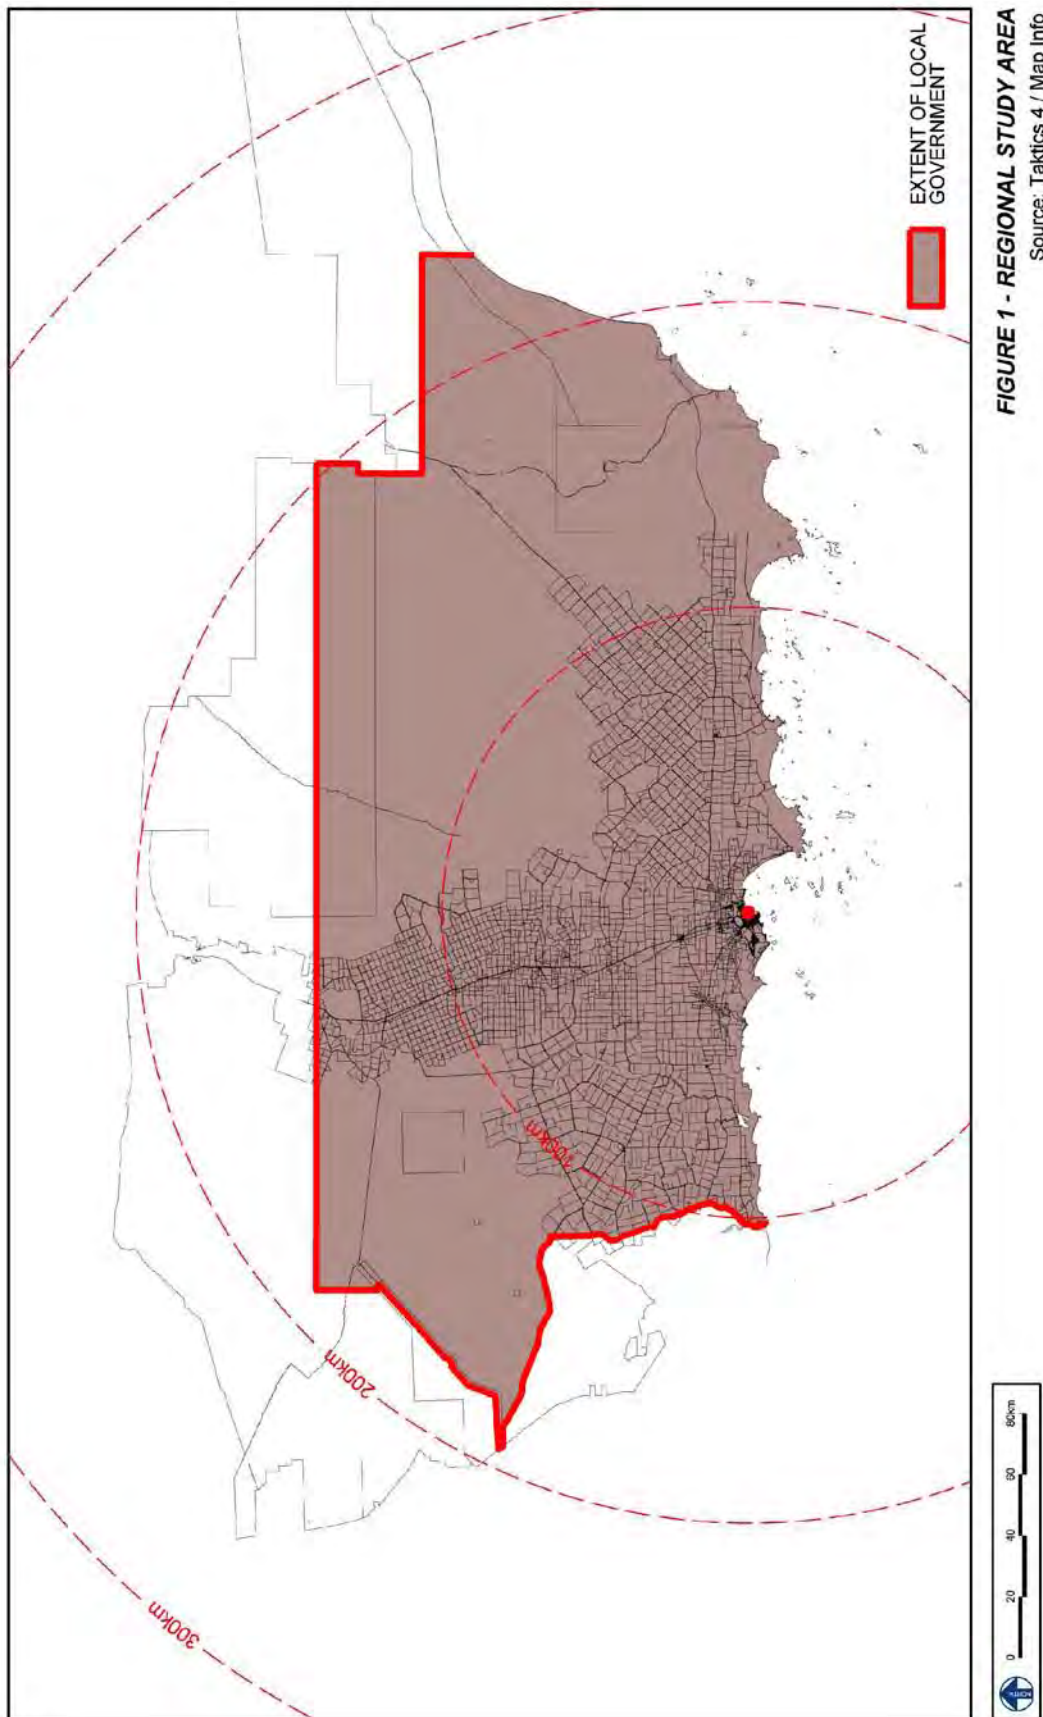 300km
200km
100km
EXTENT OF LOCAL
GOVERNMENT
NORTH
0 20 40 60 80km
FIGURE 1 - REGIONAL STUDY AREA
Source: Taktics 4 / Map Info